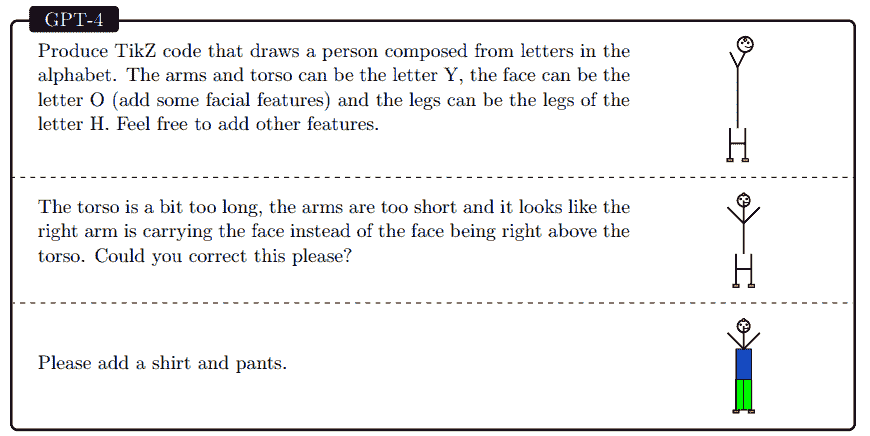 GPT-4
Produce TikZ code that draws a person composed from letters in the
alphabet. The arms and torso can be the letter Y, the face can be the
letter O (add some facial features) and the legs can be the legs of the
letter H. Feel free to add other features.
The torso is a bit too long, the arms are too short and it looks like the
right arm is carrying the face instead of the face being right above the
torso. Could you correct this please?
Please add a shirt and pants.